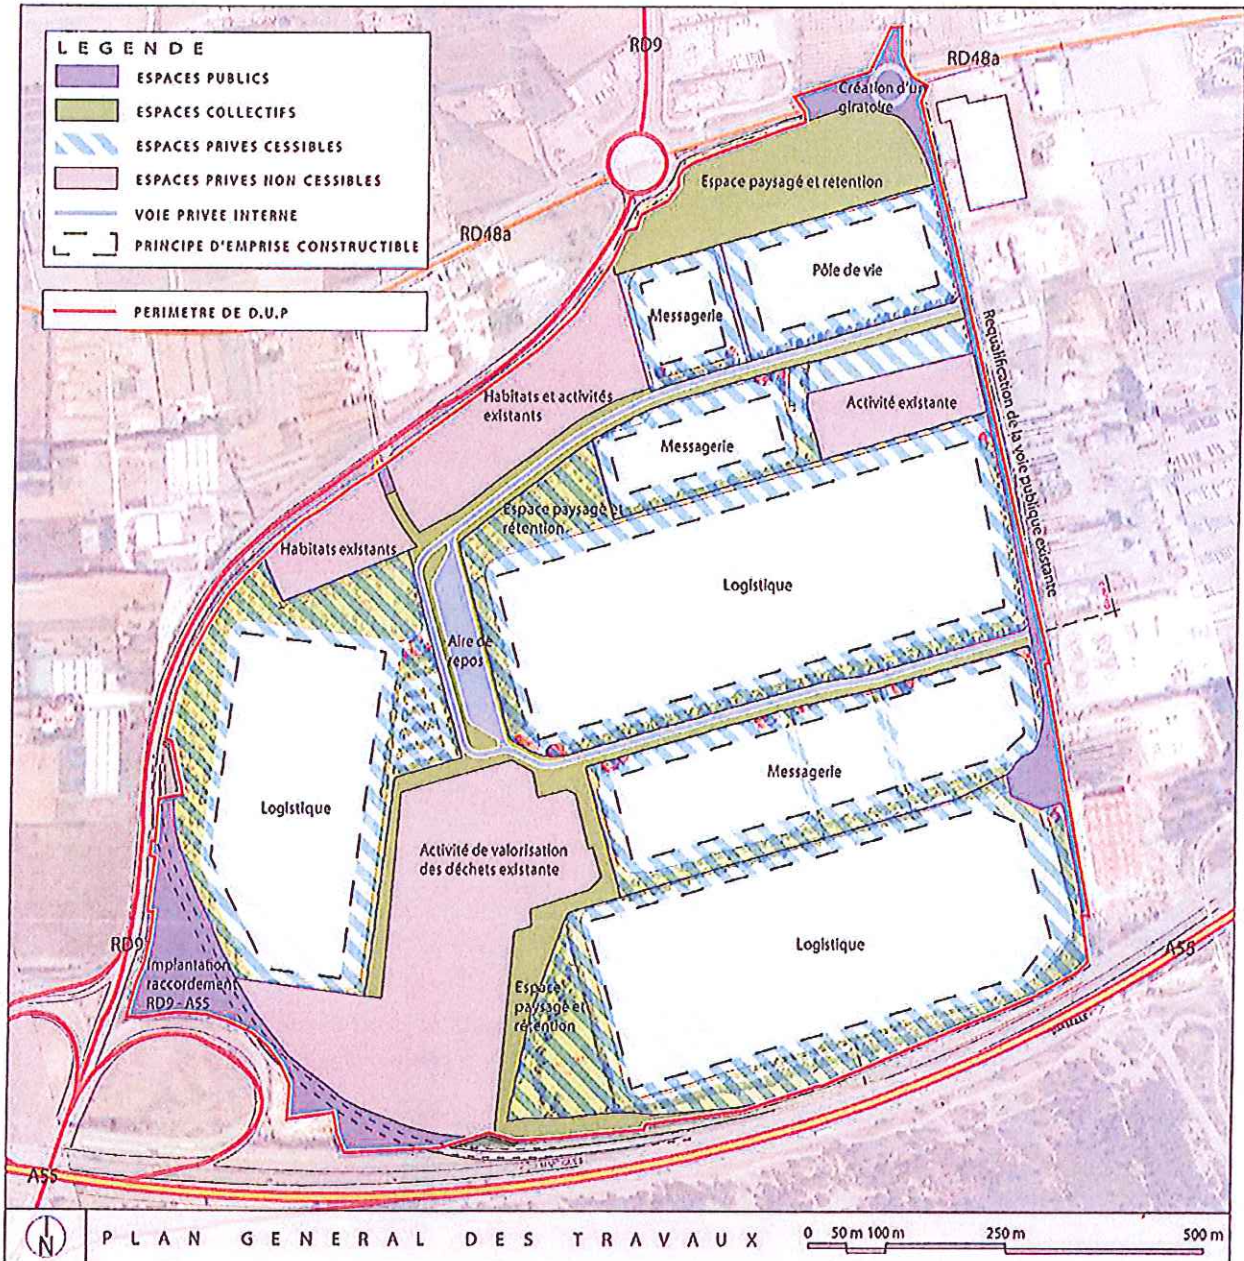 LEGENDE
ESPACES PUBLICS
ESPACES COLLECTIFS
ESPACES PRIVES CESSIBLES
ESPACES PRIVES NON CESSIBLES
VOIE PRIVEE INTERNE
PRINCIPE D'EMPRISE CONSTRUCTIBLE
PERIMETRE DE D.U.P
RD9
RD48a
Création d'un
giratoire
Espace paysagé et rétention
RD48a
Pôle de vie
Messagerie
Requalification de la voie publique existante
Habitats et activités
existants
Activité existante
Messagerie
Espace paysagé et
rétention
Habitats existants
Logistique
Aire de
repos
Messagerie
Logistique
Activité de valorisation
des déchets existante
RD9
Implantation
raccordement
RD9 - A55
Logistique
A55
Espace
paysagé et
rétention
A55
N
PLAN GENERAL DES TRAVAUX
0 50 m 100 m 250 m 500 m